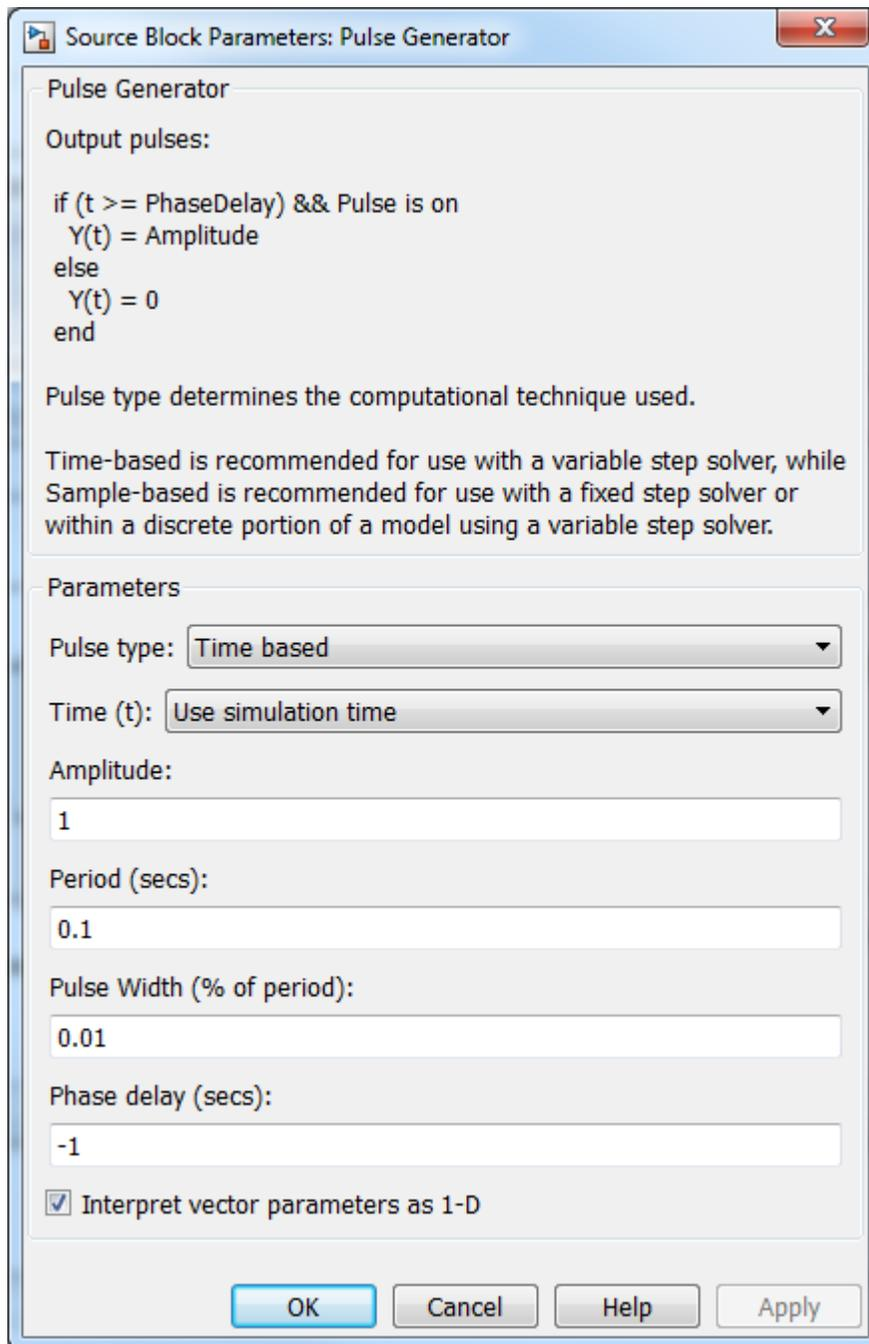 Source Block Parameters: Pulse Generator
X
Pulse Generator
Output pulses:
if (t >= PhaseDelay) && Pulse is on
Y(t) = Amplitude
else
Y(t) = 0
end
Pulse type determines the computational technique used.
Time-based is recommended for use with a variable step solver, while
Sample-based is recommended for use with a fixed step solver or
within a discrete portion of a model using a variable step solver.
Parameters
Pulse type: Time based
Time (t): Use simulation time
Amplitude:
1
Period (secs):
0.1
Pulse Width (% of period):
0.01
Phase delay (secs):
-1
Interpret vector parameters as 1-D
OK Cancel Help Apply